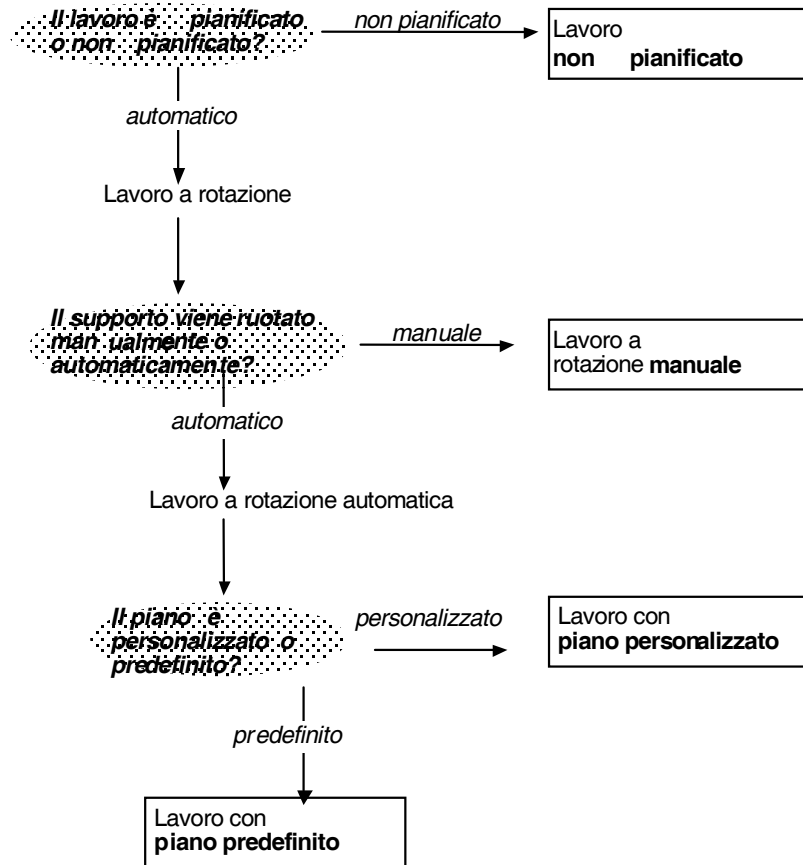 Il lavoro è pianificato
o non pianificato?
non pianificato
Lavoro
non pianificato
automatico
Lavoro a rotazione
Il supporto viene ruotato
man ualmente o
automaticamente?
manuale
Lavoro a
rotazione manuale
automatico
Lavoro a rotazione automatica
Il piano è
personalizzato o
predefinito?
personalizzato
Lavoro con
piano personalizzato
predefinito
Lavoro con
piano predefinito